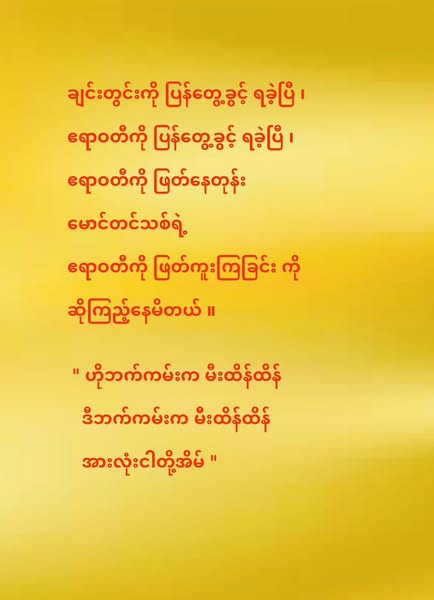 ချင်းတွင်းကို ပြန်တွေ့ခွင့် ရခဲ့ပြီ ၊
ဧရာဝတီကို ပြန်တွေ့ခွင့် ရခဲ့ပြီ ၊
ဧရာဝတီကို ဖြတ်နေတုန်း
မောင်တင်သစ်ရဲ့
ဧရာဝတီကို ဖြတ်ကူးကြခြင်း ကို
ဆိုကြည့်နေမိတယ် ။
" ဟိုဘက်ကမ်းက မီးထိန်ထိန်
ဒီဘက်ကမ်းက မီးထိန်ထိန်
အားလုံးငါတို့အိမ် "